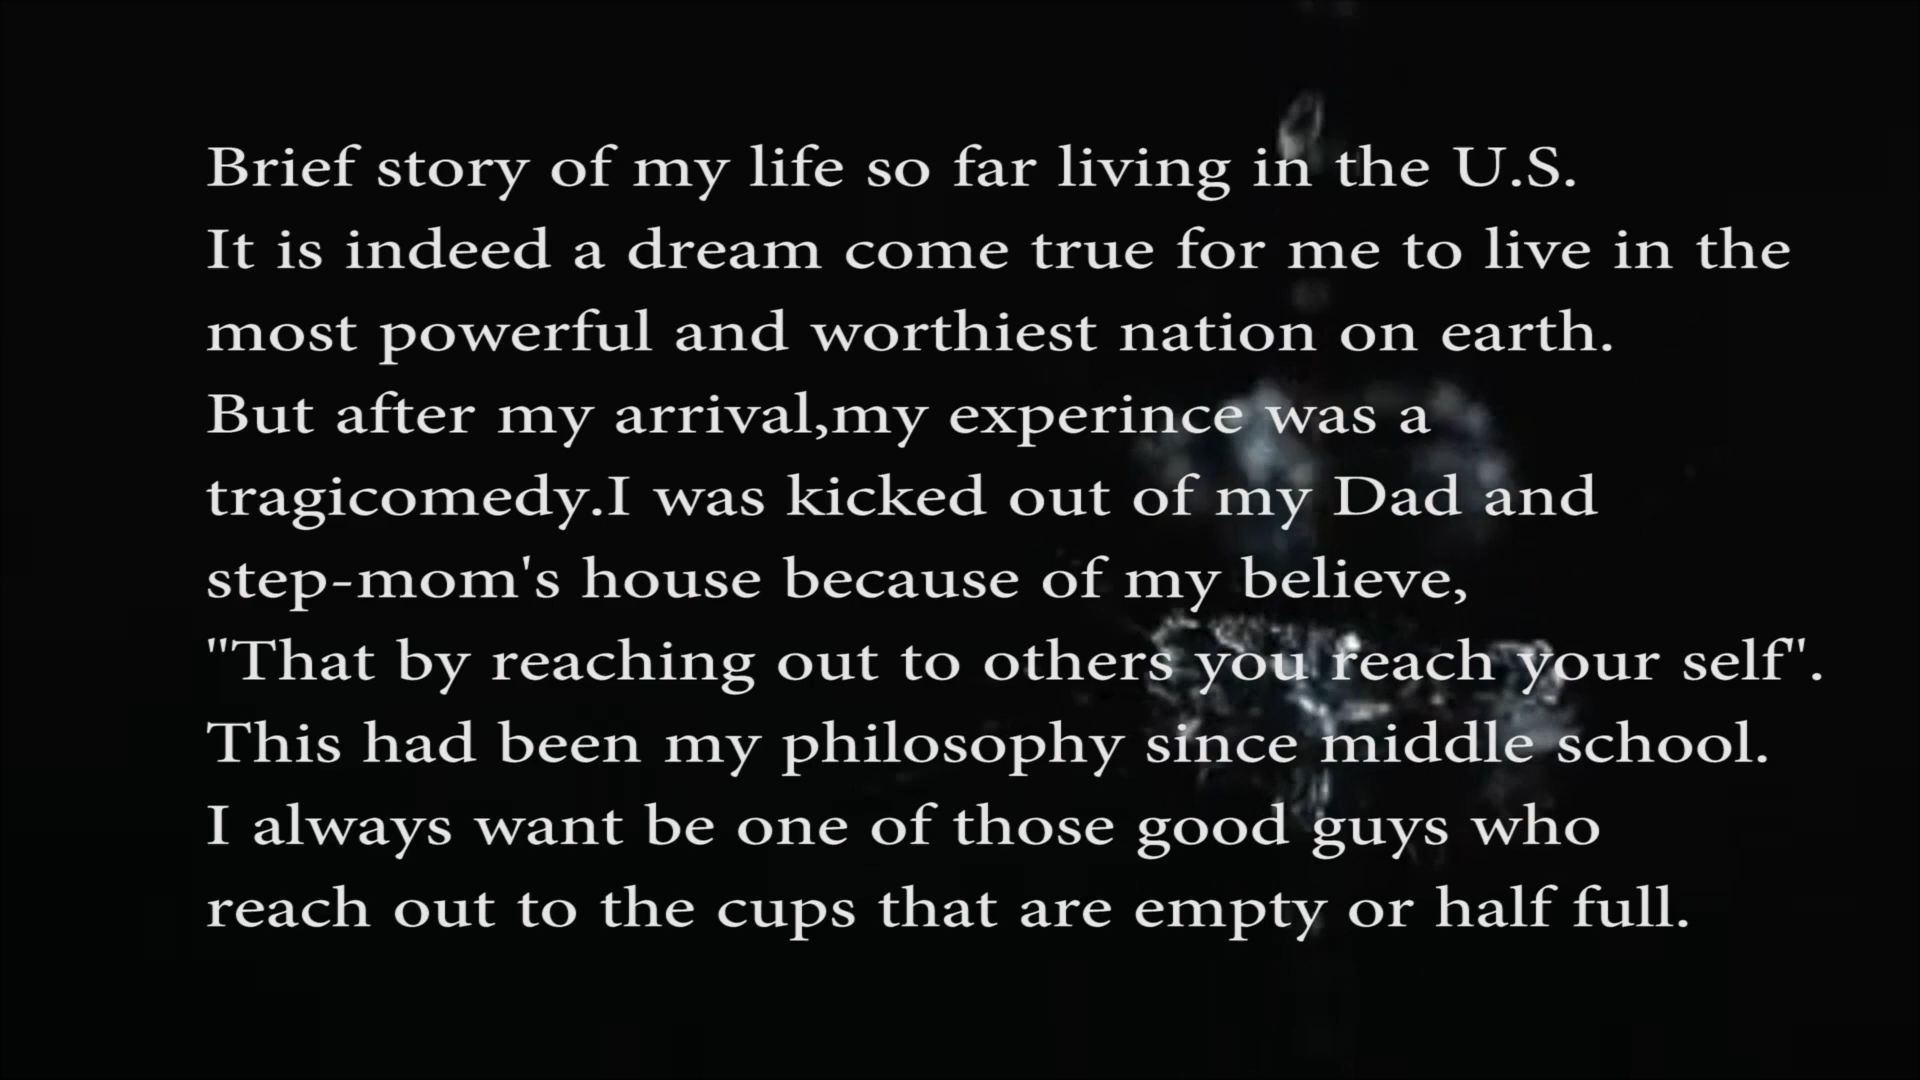 Brief story of my life so far living in the U.S.
It is indeed a dream come true for me to live in the
most powerful and worthiest nation on earth.
But after my arrival,my experince was a
tragicomedy.I was kicked out of my Dad and
step-mom's house because of my believe,
"That by reaching out to others you reach your self".
This had been my philosophy since middle school.
I always want be one of those good guys who
reach out to the cups that are empty or half full.